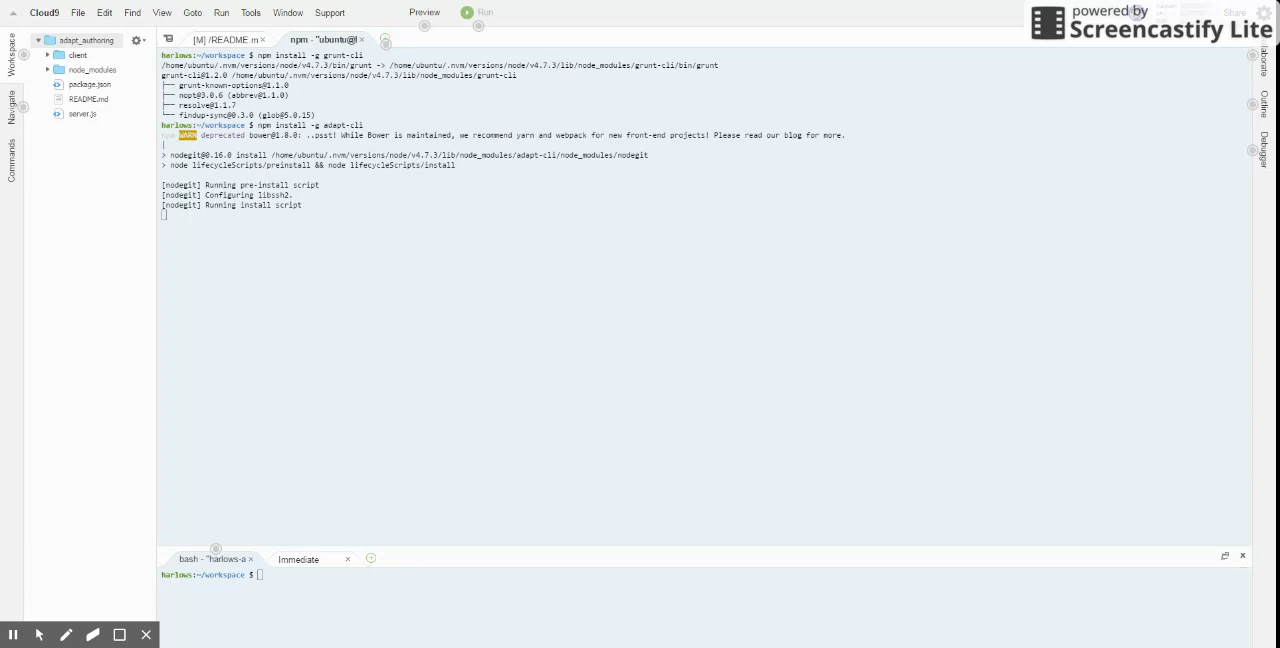 Cloud9 File Edit Find View Goto Run Tools Window Support Preview Run Share
powered by
Screencastify Lite
Workspace
Navigate
Commands
adapt_authoring
client
node_modules
package.json
README.md
server.js
[M] /README.m × npm - "ubuntu@l ×
harlows:~/workspace $ npm install -g grunt-cli
/home/ubuntu/.nvm/versions/node/v4.7.3/bin/grunt -> /home/ubuntu/.nvm/versions/node/v4.7.3/lib/node_modules/grunt-cli/bin/grunt
grunt-cli@1.2.0 /home/ubuntu/.nvm/versions/node/v4.7.3/lib/node_modules/grunt-cli
├── grunt-known-options@1.1.0
├── nopt@3.0.6 (abbrev@1.1.0)
├── resolve@1.1.7
└── findup-sync@0.3.0 (glob@5.0.15)
harlows:~/workspace $ npm install -g adapt-cli
npm WARN deprecated bower@1.8.0: ..psst! While Bower is maintained, we recommend yarn and webpack for new front-end projects! Please read our blog for more.
|
> nodegit@0.16.0 install /home/ubuntu/.nvm/versions/node/v4.7.3/lib/node_modules/adapt-cli/node_modules/nodegit
> node lifecycleScripts/preinstall && node lifecycleScripts/install
[nodegit] Running pre-install script
[nodegit] Configuring libssh2.
[nodegit] Running install script
bash - "harlows-a × Immediate ×
harlows:~/workspace $
Outline
Debugger